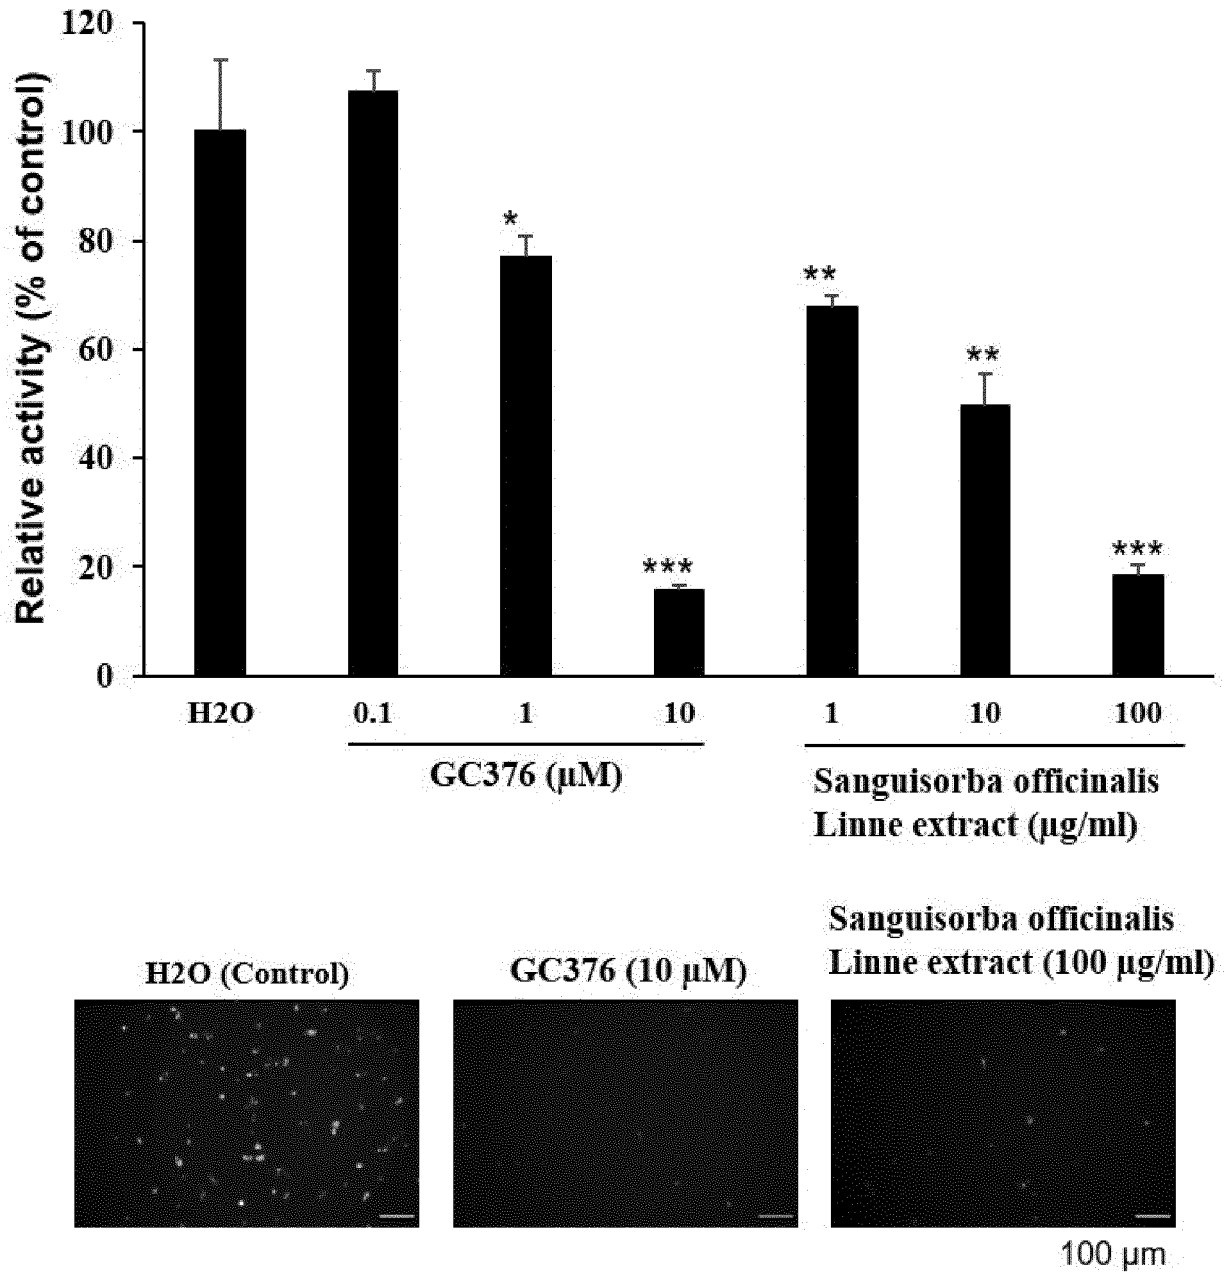 120
100
80
60
40
20
0
Relative activity (% of control)
*
***
**
**
***
H2O 0.1 1 10 1 10 100
GC376 (μM)
Sanguisorba officinalis
Linne extract (μg/ml)
H2O (Control)
GC376 (10 μM)
Sanguisorba officinalis
Linne extract (100 μg/ml)
100 μm